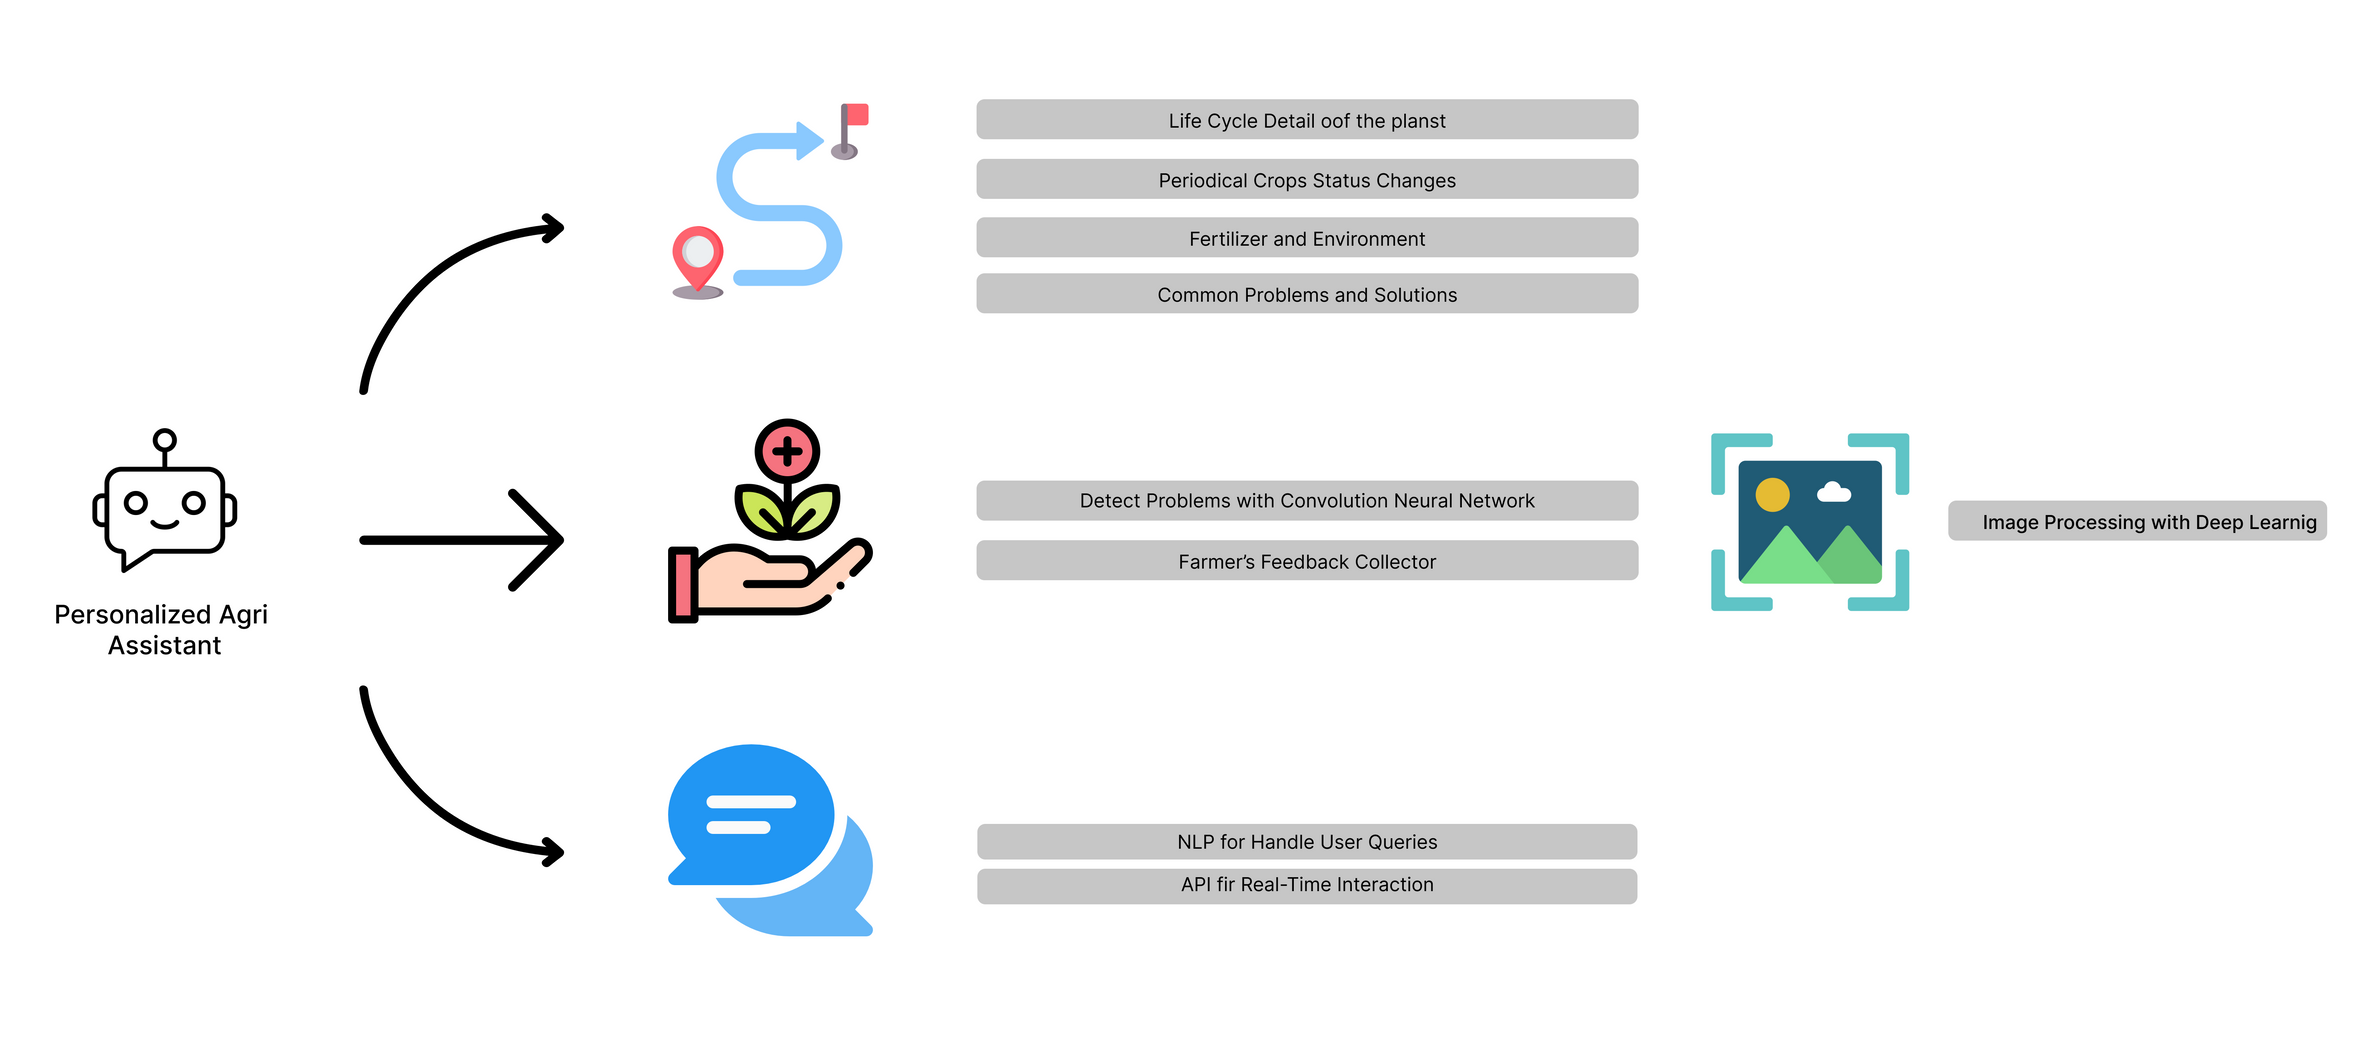 Life Cycle Detail oof the planst
Periodical Crops Status Changes
Fertilizer and Environment
Common Problems and Solutions
Personalized Agri
Assistant
Detect Problems with Convolution Neural Network
Farmer’s Feedback Collector
Image Processing with Deep Learnig
NLP for Handle User Queries
API fir Real-Time Interaction